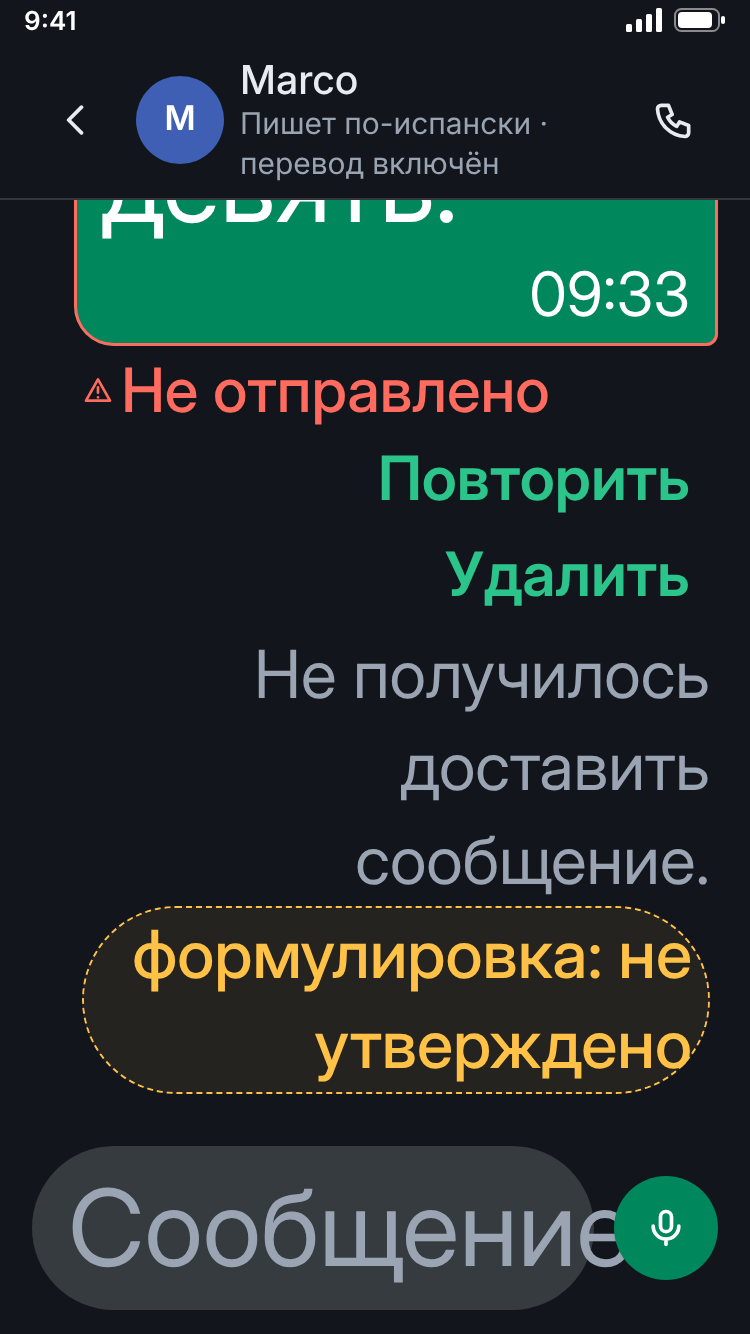 9:41
Marco
M
Пишет по-испански ·
перевод включён
девять.
09:33
Не отправлено
Повторить
Удалить
Не получилось
доставить
сообщение.
формулировка: не
утверждено
Сообщение